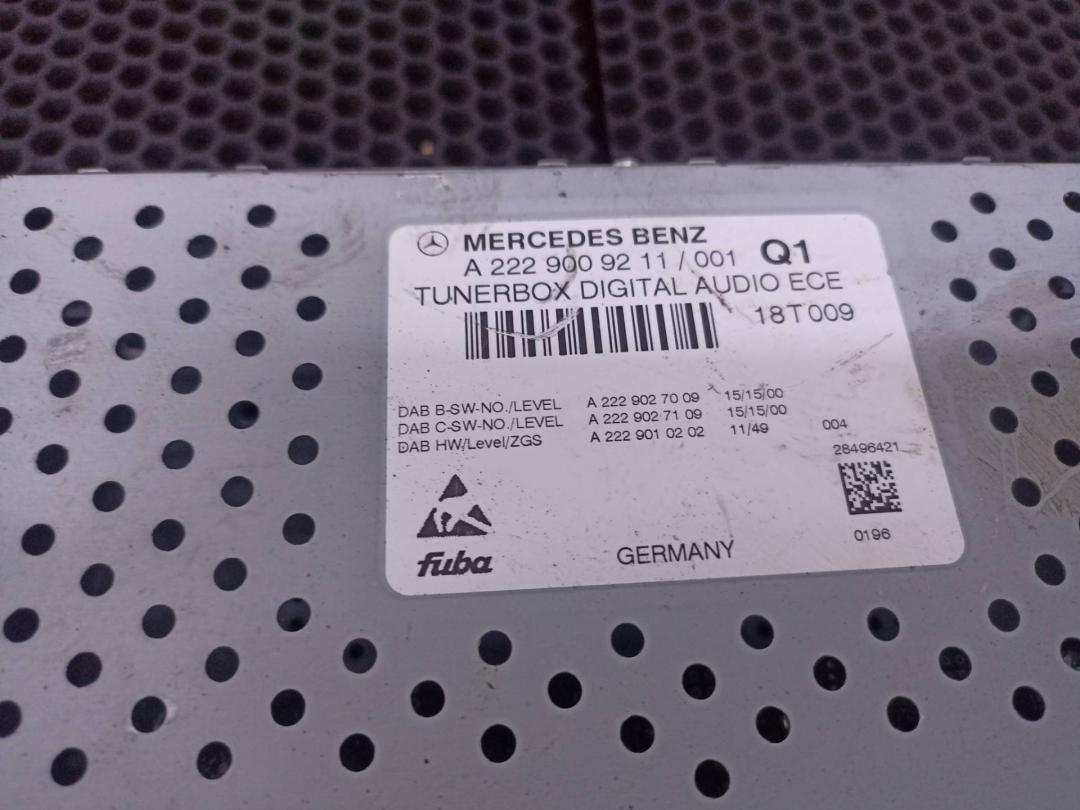 MERCEDES BENZ
A 222 900 92 11 / 001 Q1
TUNERBOX DIGITAL AUDIO ECE
18T009
DAB B-SW-NO./LEVEL A 222 902 70 09 15/15/00
DAB C-SW-NO./LEVEL A 222 902 71 09 15/15/00
DAB HW/Level/ZGS A 222 901 02 02 11/49 004
28496421
0196
fuba GERMANY